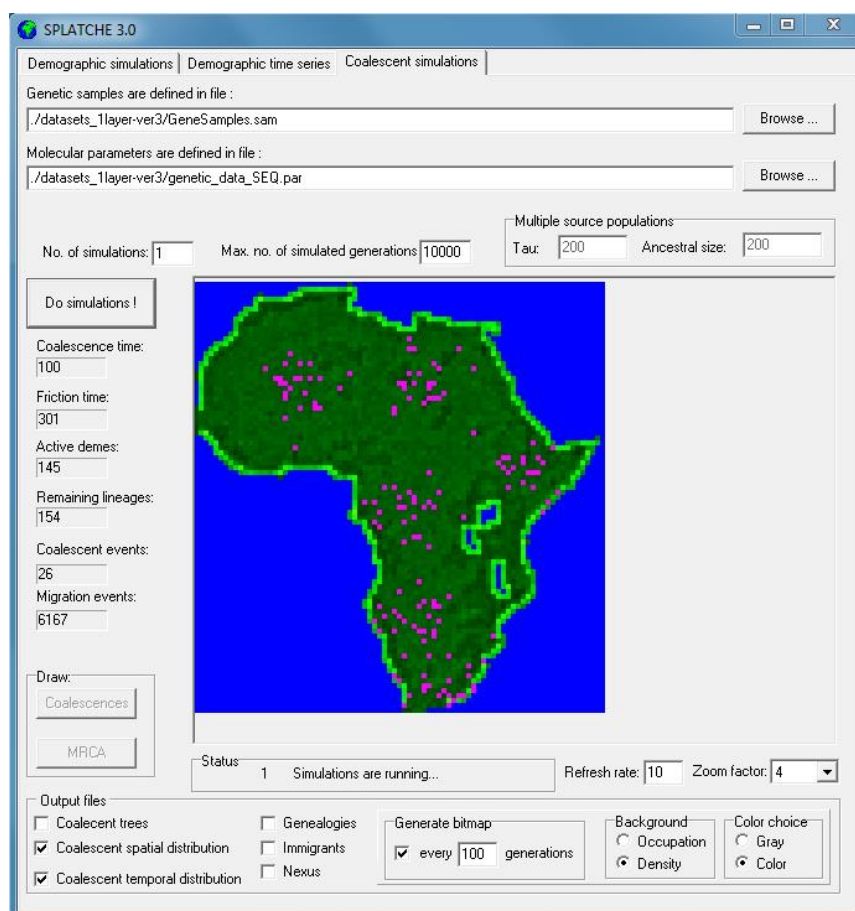 SPLATCHE 3.0
Demographic simulations Demographic time series Coalescent simulations
Genetic samples are defined in file :
./datasets_1layer-ver3/GeneSamples.sam Browse ...
Molecular parameters are defined in file :
./datasets_1layer-ver3/genetic_data_SEQ.par Browse ...
Multiple source populations
No. of simulations: 1 Max. no. of simulated generations 10000 Tau: 200 Ancestral size: 200
Do simulations !
Coalescence time:
100
Friction time:
301
Active demes:
145
Remaining lineages:
154
Coalescent events:
26
Migration events:
6167
Draw:
Coalescences
MRCA
Status
1 Simulations are running... Refresh rate: 10 Zoom factor: 4
Output files
Coalecent trees
Coalescent spatial distribution
Coalescent temporal distribution
Genealogies
Immigrants
Nexus
Generate bitmap
every 100 generations
Background
Occupation
Density
Color choice
Gray
Color